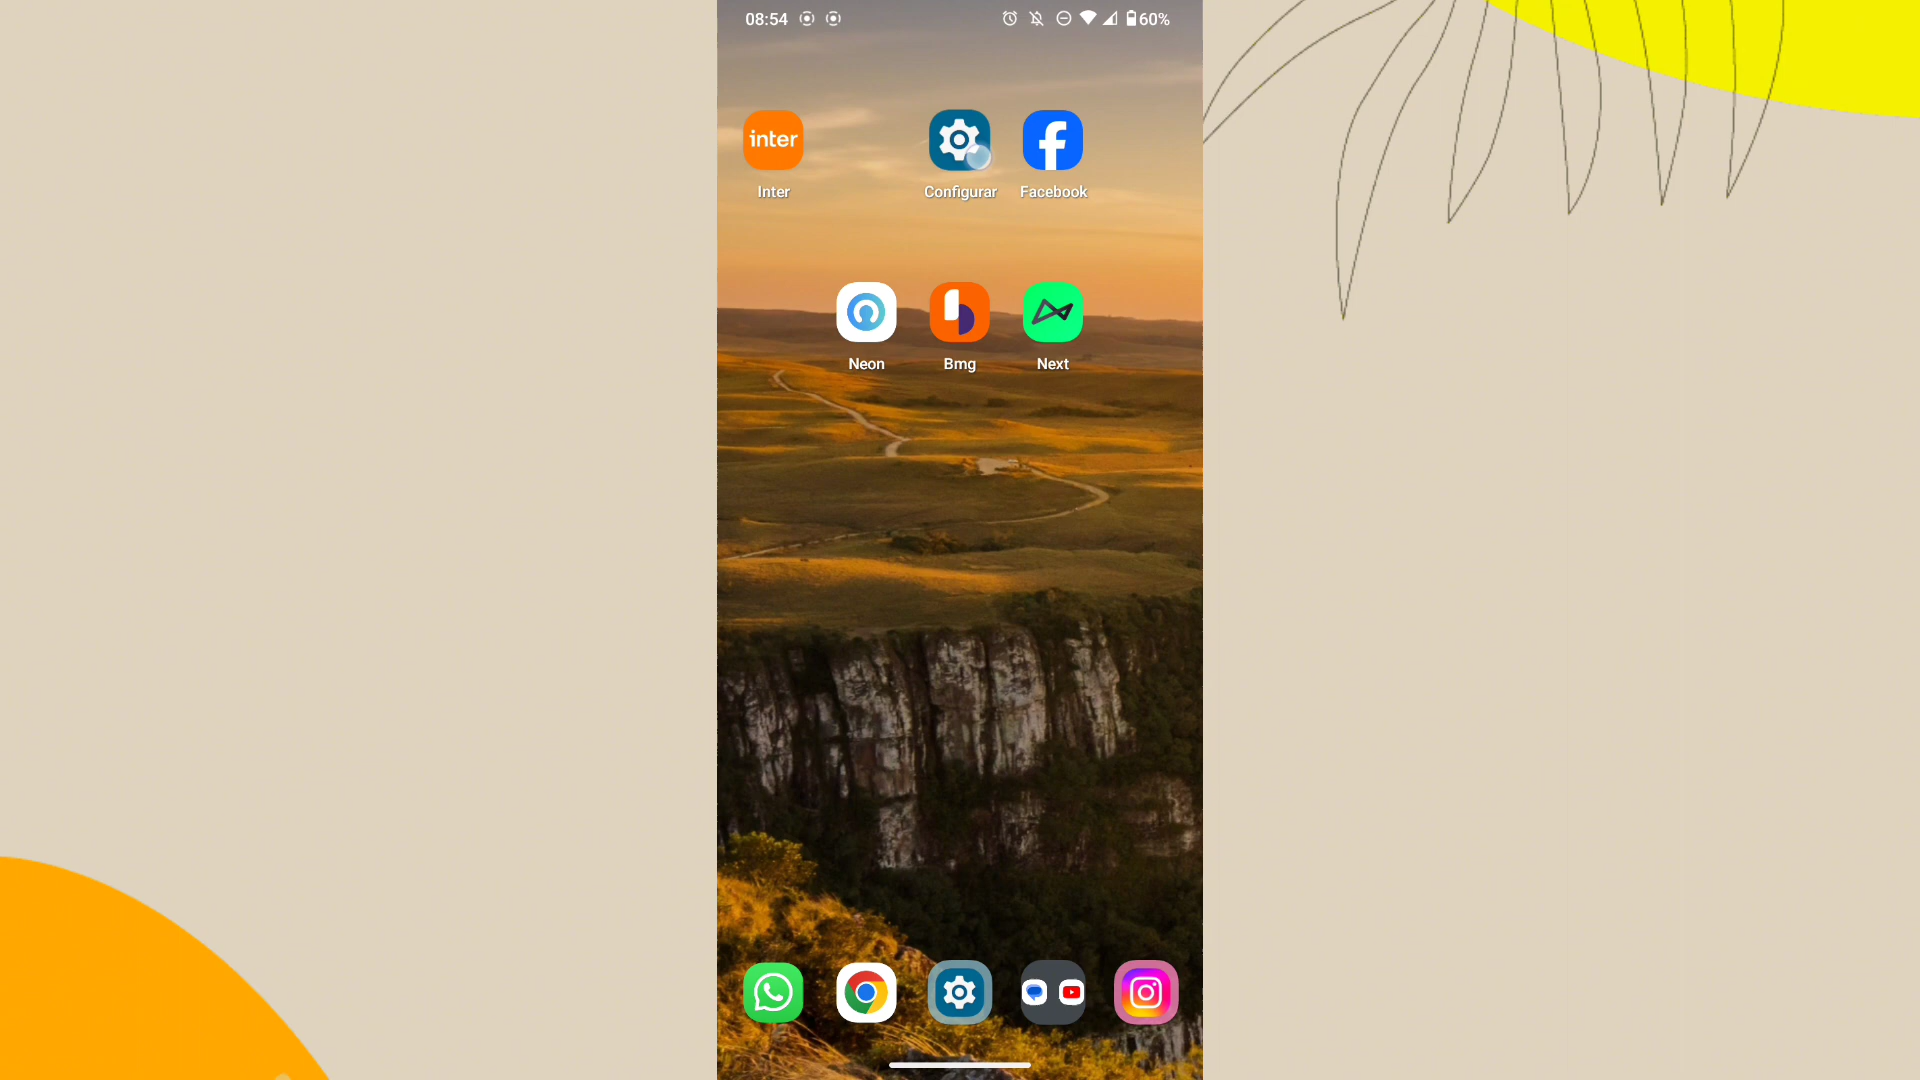 08:54
60%
inter
Inter
Configurar
Facebook
Neon
Bmg
Next